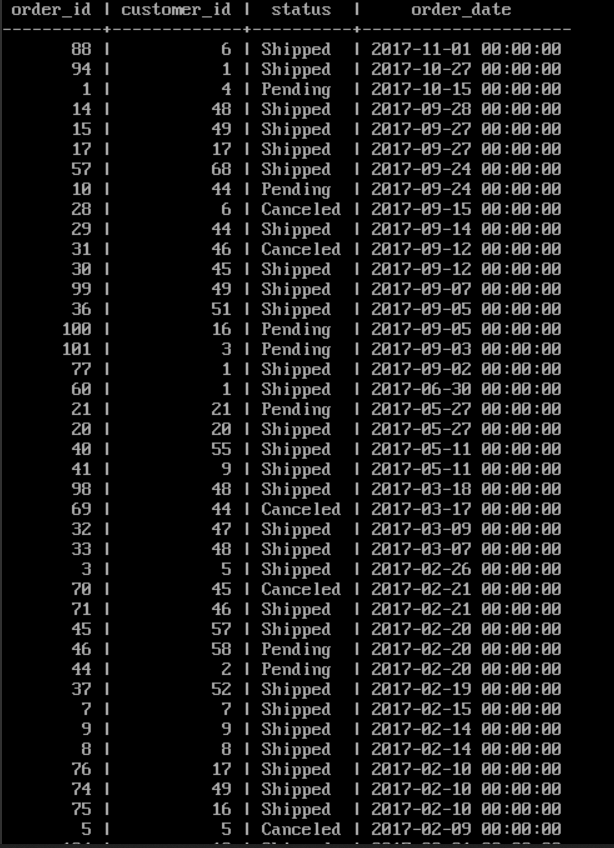 order_id | customer_id | status | order_date
----------+-------------+----------+---------------------
88 | 6 | Shipped | 2017-11-01 00:00:00
94 | 1 | Shipped | 2017-10-27 00:00:00
1 | 4 | Pending | 2017-10-15 00:00:00
14 | 48 | Shipped | 2017-09-28 00:00:00
15 | 49 | Shipped | 2017-09-27 00:00:00
17 | 17 | Shipped | 2017-09-27 00:00:00
57 | 68 | Shipped | 2017-09-24 00:00:00
10 | 44 | Pending | 2017-09-24 00:00:00
28 | 6 | Canceled | 2017-09-15 00:00:00
29 | 44 | Shipped | 2017-09-14 00:00:00
31 | 46 | Canceled | 2017-09-12 00:00:00
30 | 45 | Shipped | 2017-09-12 00:00:00
99 | 49 | Shipped | 2017-09-07 00:00:00
36 | 51 | Shipped | 2017-09-05 00:00:00
100 | 16 | Pending | 2017-09-05 00:00:00
101 | 3 | Pending | 2017-09-03 00:00:00
77 | 1 | Shipped | 2017-09-02 00:00:00
60 | 1 | Shipped | 2017-06-30 00:00:00
21 | 21 | Pending | 2017-05-27 00:00:00
20 | 20 | Shipped | 2017-05-27 00:00:00
40 | 55 | Shipped | 2017-05-11 00:00:00
41 | 9 | Shipped | 2017-05-11 00:00:00
98 | 48 | Shipped | 2017-03-18 00:00:00
69 | 44 | Canceled | 2017-03-17 00:00:00
32 | 47 | Shipped | 2017-03-09 00:00:00
33 | 48 | Shipped | 2017-03-07 00:00:00
3 | 5 | Shipped | 2017-02-26 00:00:00
70 | 45 | Canceled | 2017-02-21 00:00:00
71 | 46 | Shipped | 2017-02-21 00:00:00
45 | 57 | Shipped | 2017-02-20 00:00:00
46 | 58 | Pending | 2017-02-20 00:00:00
44 | 2 | Pending | 2017-02-20 00:00:00
37 | 52 | Shipped | 2017-02-19 00:00:00
7 | 7 | Shipped | 2017-02-15 00:00:00
9 | 9 | Shipped | 2017-02-14 00:00:00
8 | 8 | Shipped | 2017-02-14 00:00:00
76 | 17 | Shipped | 2017-02-10 00:00:00
74 | 49 | Shipped | 2017-02-10 00:00:00
75 | 16 | Shipped | 2017-02-10 00:00:00
5 | 5 | Canceled | 2017-02-09 00:00:00